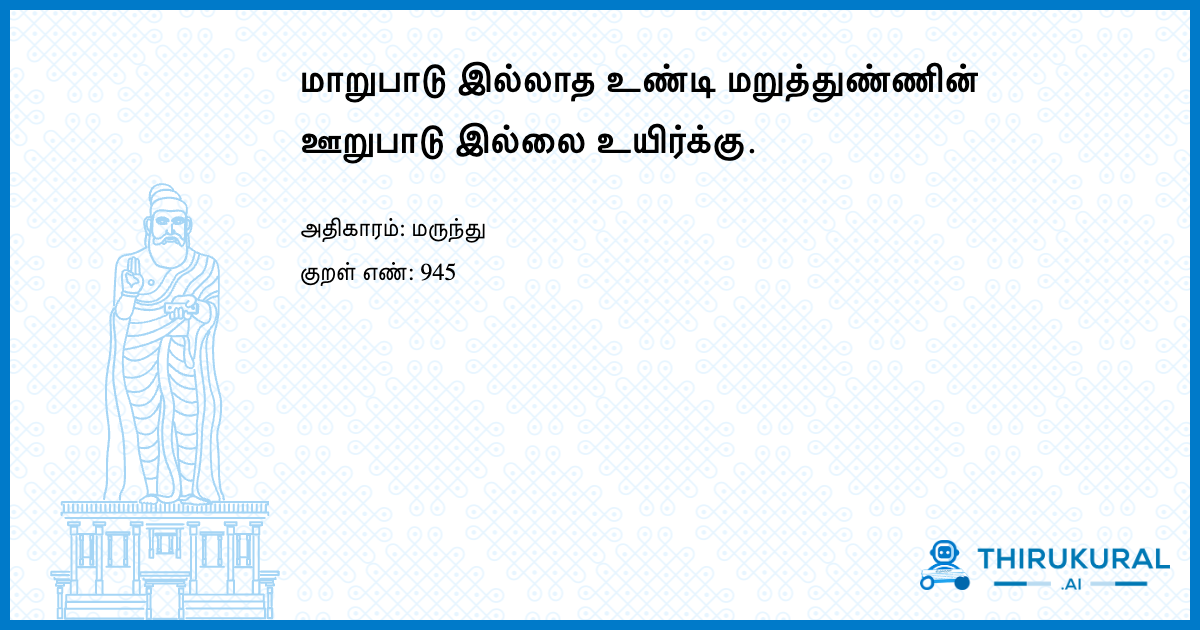 மாறுபாடு இல்லாத உண்டி மறுத்துண்ணின்
ஊறுபாடு இல்லை உயிர்க்கு.
அதிகாரம்: மருந்து
குறள் எண்: 945
THIRUKURAL
.AI